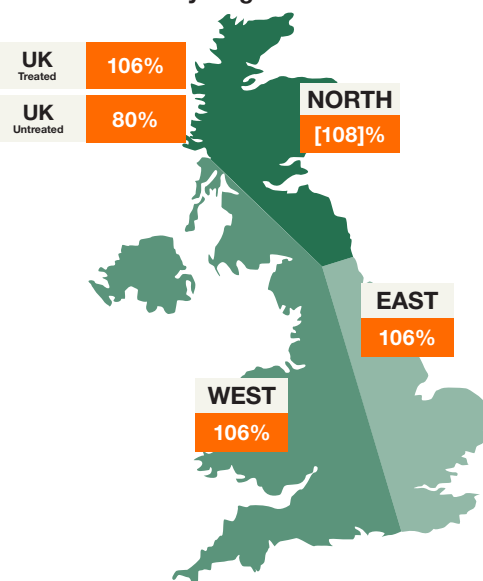 UK
Treated
106%
UK
Untreated
80%
NORTH
[108]%
EAST
106%
WEST
106%